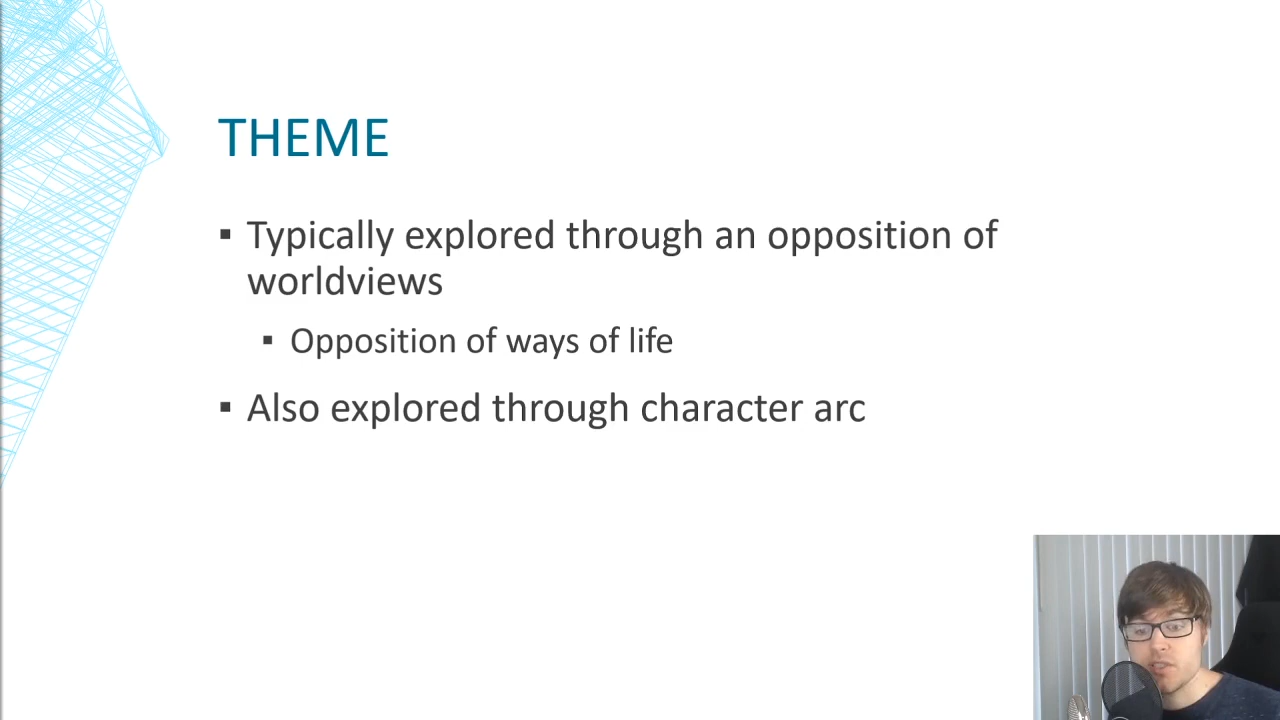 THEME
▪ Typically explored through an opposition of
worldviews
▪ Opposition of ways of life
▪ Also explored through character arc